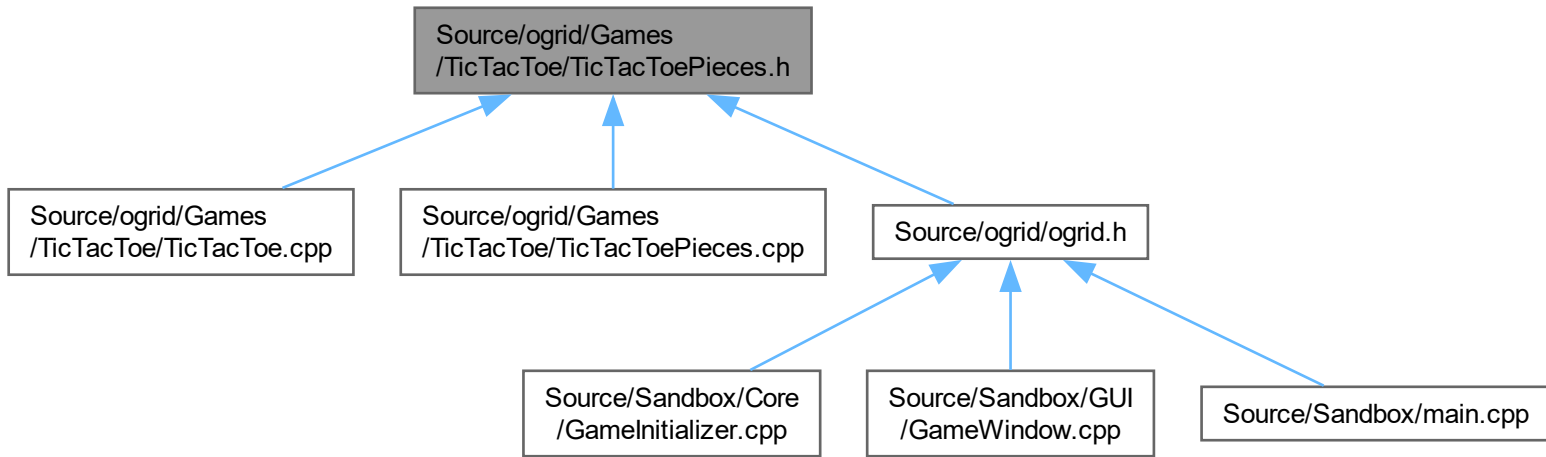 Source/ogrid/Games
/TicTacToe/TicTacToePieces.h
Source/ogrid/Games
/TicTacToe/TicTacToe.cpp
Source/ogrid/Games
/TicTacToe/TicTacToePieces.cpp
Source/ogrid/ogrid.h
Source/Sandbox/Core
/GameInitializer.cpp
Source/Sandbox/GUI
/GameWindow.cpp
Source/Sandbox/main.cpp